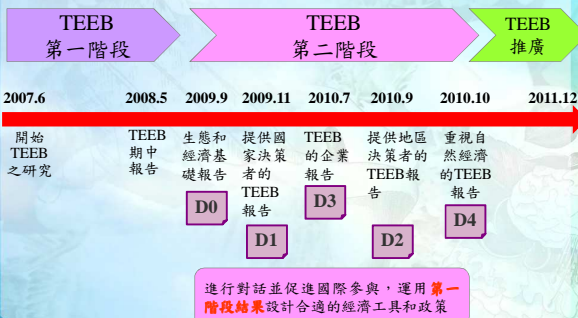 TEEB
第一階段
TEEB
第二階段
TEEB
推廣
2007.6
2008.5
2009.9
2009.11
2010.7
2010.9
2010.10
2011.12
開始
TEEB
之研究
TEEB
期中
報告
生態和
經濟基
礎報告
D0
提供國
家決策
者的
TEEB
報告
D1
TEEB
的企業
報告
D3
提供地區
決策者的
TEEB報
告
D2
重視自
然經濟
的TEEB
報告
D4
進行對話並促進國際參與，運用第一
階段結果設計合適的經濟工具和政策